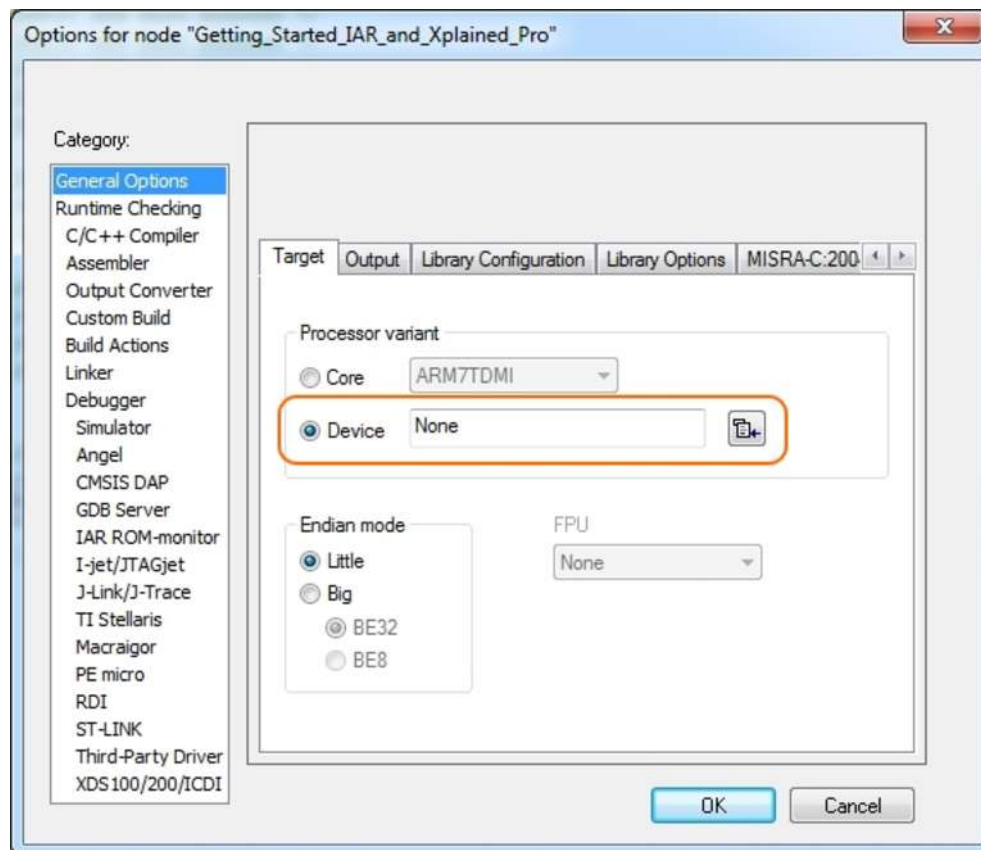 Options for node "Getting_Started_IAR_and_Xplained_Pro"
Category:
General Options
Runtime Checking
C/C++ Compiler
Assembler
Output Converter
Custom Build
Build Actions
Linker
Debugger
Simulator
Angel
CMSIS DAP
GDB Server
IAR ROM-monitor
I-jet/JTAGjet
J-Link/J-Trace
TI Stellaris
Macraigor
PE micro
RDI
ST-LINK
Third-Party Driver
XDS100/200/ICDI
Target Output Library Configuration Library Options MISRA-C:200
Processor variant
Core ARM7TDMI
Device None
Endian mode
Little
Big
BE32
BE8
FPU
None
OK Cancel